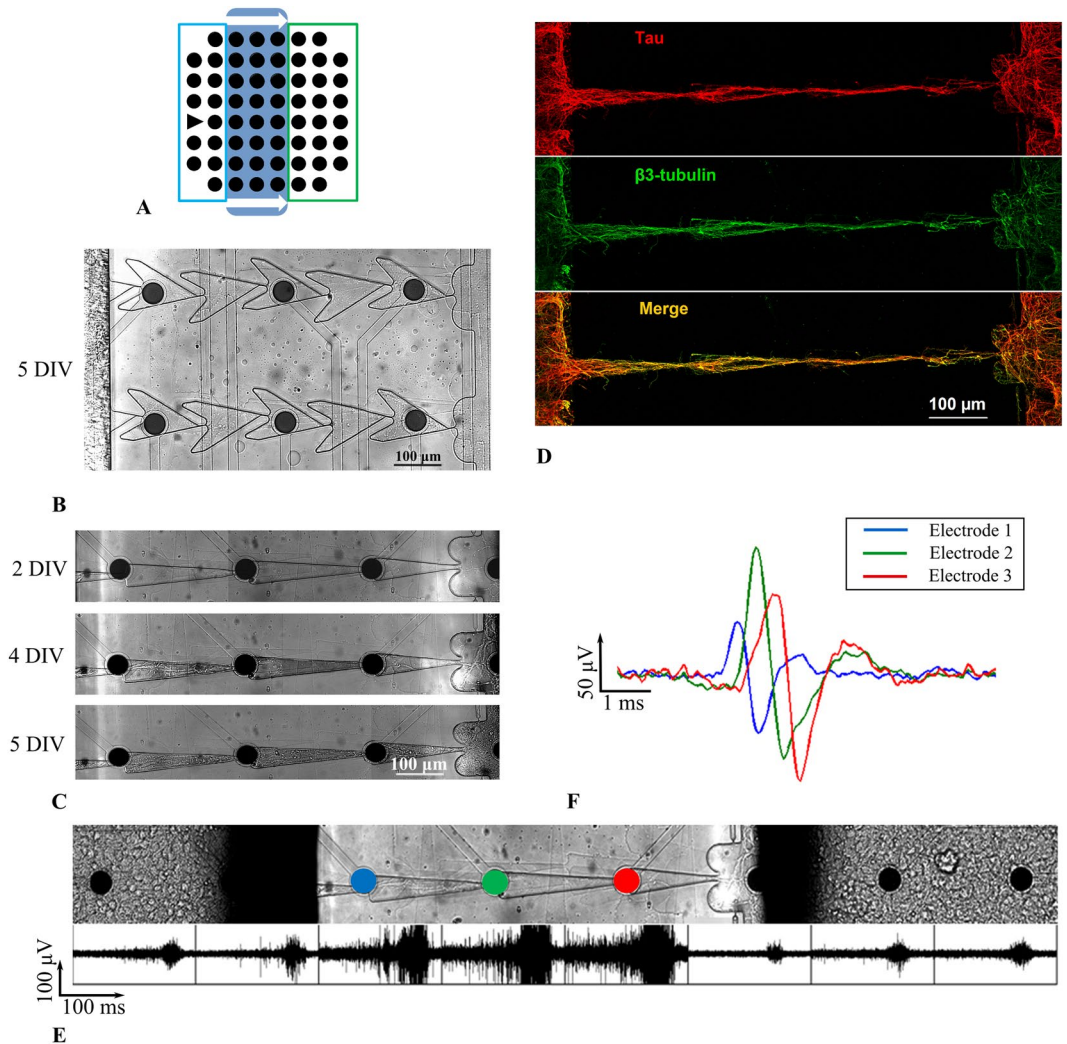 A
5 DIV
100 µm
B
2 DIV
4 DIV
5 DIV
100 µm
C
Tau
β3-tubulin
Merge
100 µm
D
Electrode 1
Electrode 2
Electrode 3
50 µV
1 ms
F
100 µV
100 ms
E